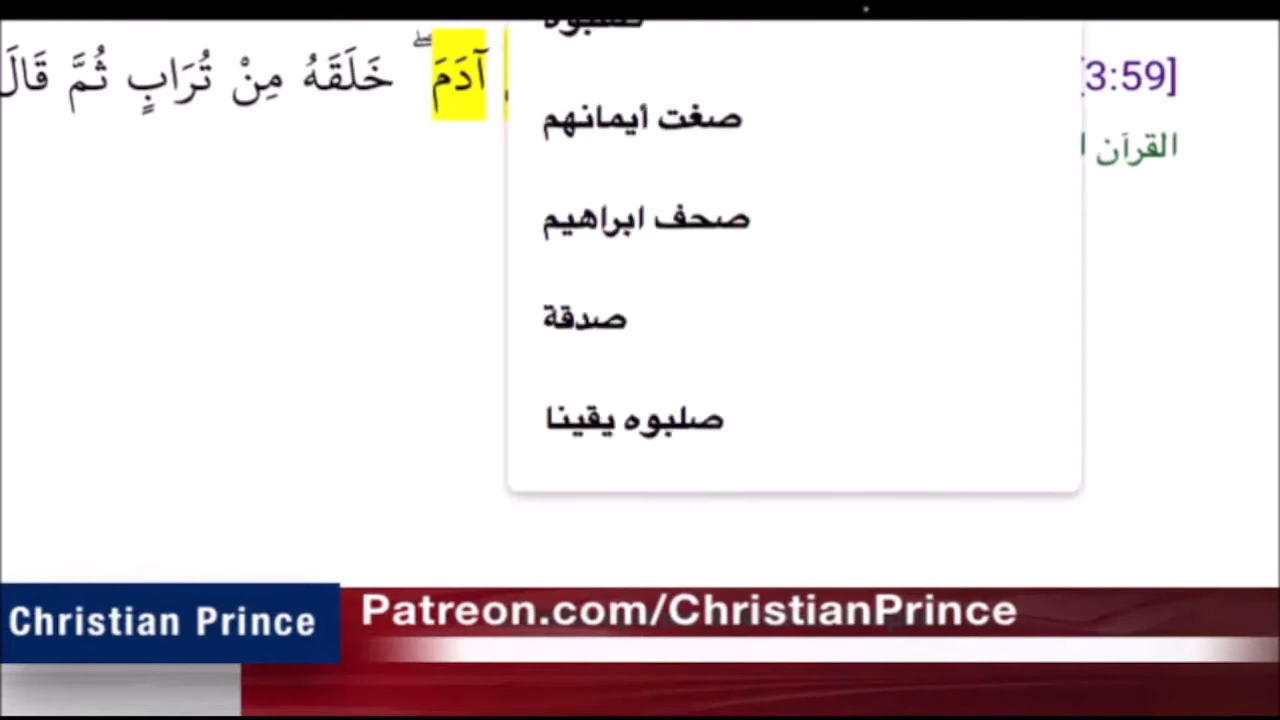 [3:59]
آدَمَ ۖ خَلَقَهُ مِنْ تُرَابٍ ثُمَّ قَالَ
القرآن
صغت أيمانهم
صحف ابراهيم
صدقة
صلبوه يقينا
Christian Prince
Patreon.com/ChristianPrince